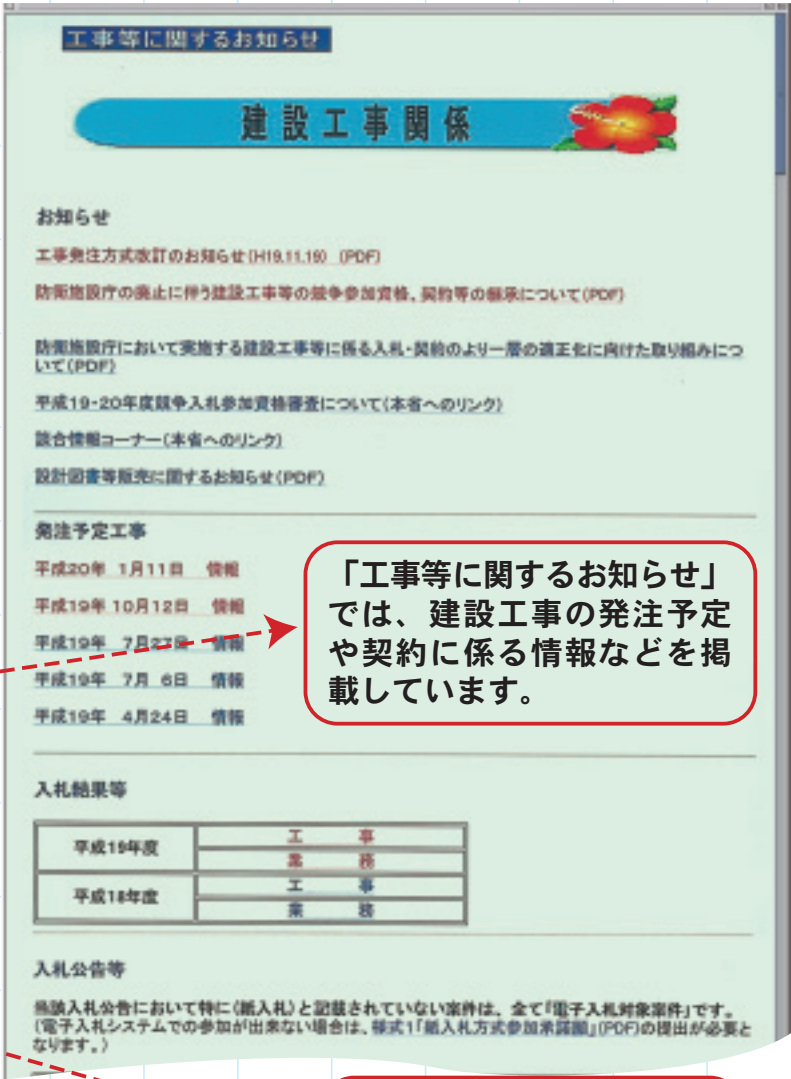 工事等に関するお知らせ
建設工事関係
お知らせ
工事発注方式改訂のお知らせ(H19.11.19) (PDF)
防衛施設庁の廃止に伴う建設工事等の競争参加資格、契約等の継承について(PDF)
防衛施設庁において実施する建設工事等に係る入札・契約のより一層の適正化に向けた取り組みにつ
いて(PDF)
平成19・20年度競争入札参加資格審査について(本省へのリンク)
談合情報コーナー(本省へのリンク)
設計図書等販売に関するお知らせ(PDF)
発注予定工事
平成20年 1月11日 情報
平成19年 10月12日 情報
平成19年 7月27日 情報
平成19年 7月 6日 情報
平成19年 4月24日 情報
「工事等に関するお知らせ」
では、建設工事の発注予定
や契約に係る情報などを掲
載しています。
入札結果等
平成19年度 工 事
業 務
平成18年度 工 事
業 務
入札公告等
当該入札公告において特に(紙入札)と記載されていない案件は、全て「電子入札対象案件」です。
(電子入札システムでの参加が出来ない場合は、様式1「紙入札方式参加承諾願」(PDF)の提出が必要と
なります。)